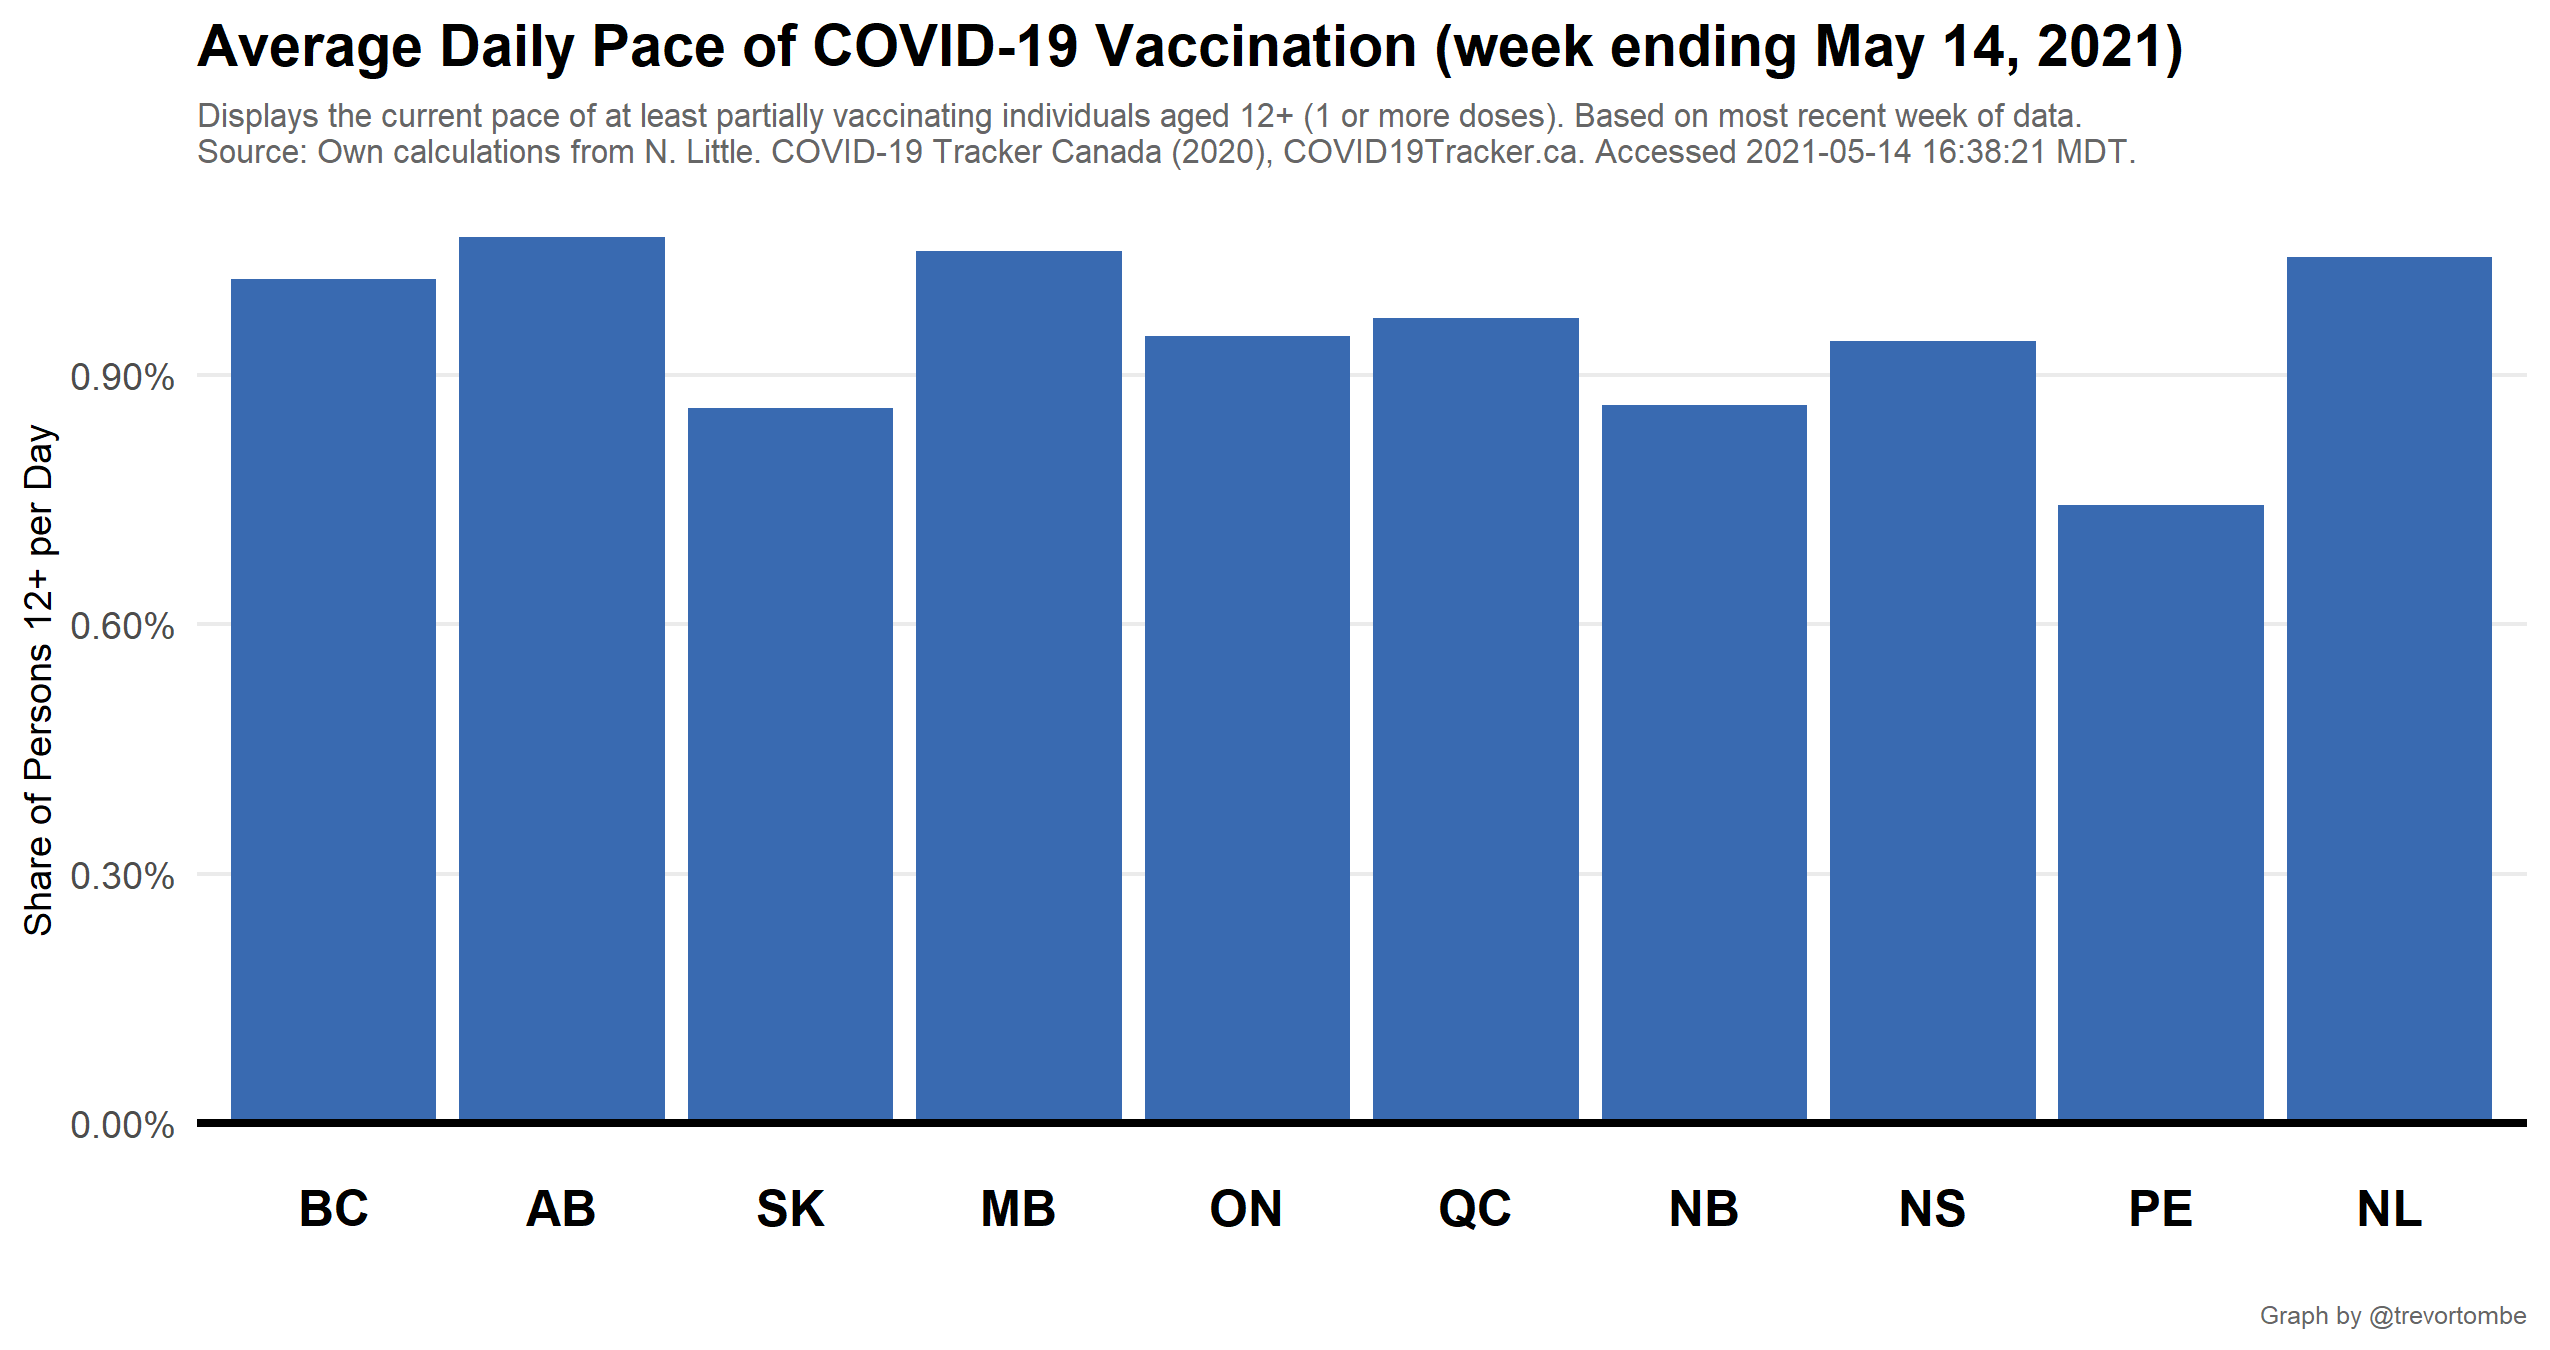 Average Daily Pace of COVID-19 Vaccination (week ending May 14, 2021)
Displays the current pace of at least partially vaccinating individuals aged 12+ (1 or more doses). Based on most recent week of data.
Source: Own calculations from N. Little. COVID-19 Tracker Canada (2020), COVID19Tracker.ca. Accessed 2021-05-14 16:38:21 MDT.
Share of Persons 12+ per Day
0.90%
0.60%
0.30%
0.00%
BC AB SK MB ON QC NB NS PE NL
Graph by @trevortombe